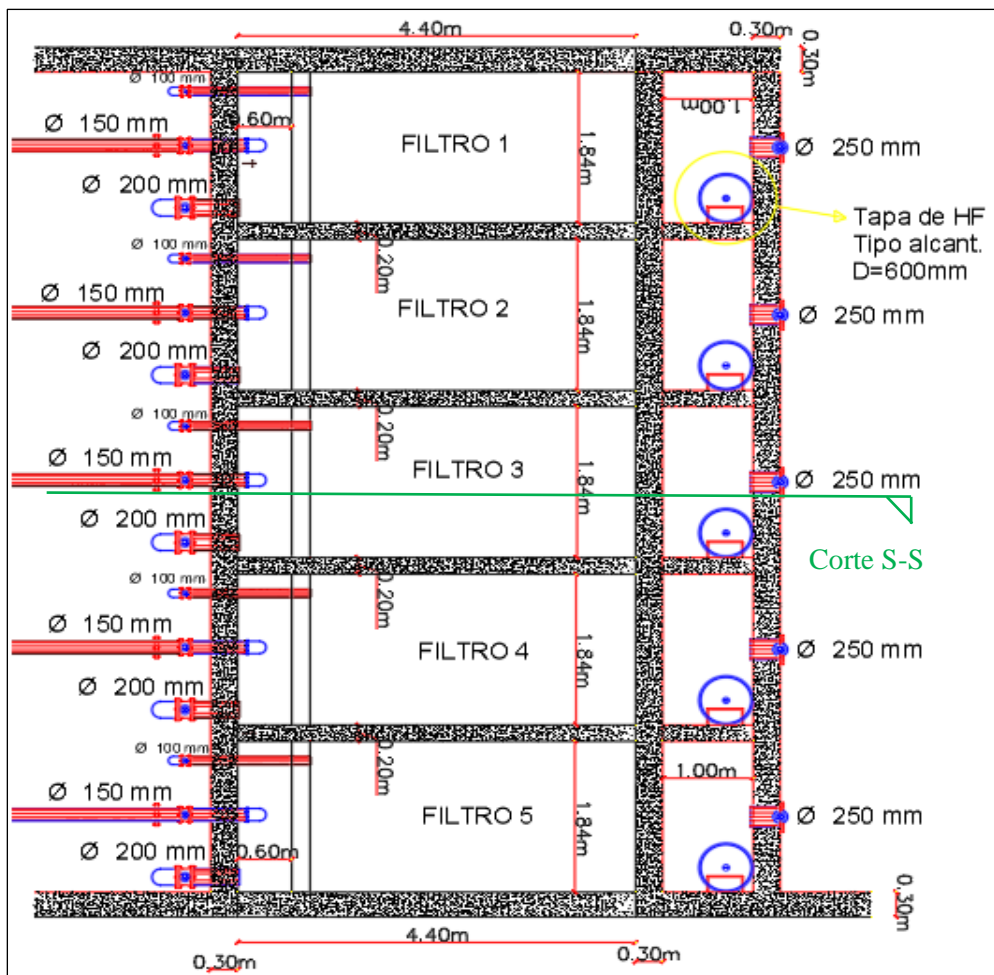 4.40m
0.30m
0.30m
Ø 100 mm
Ø 150 mm
0.60m
FILTRO 1
1.84m
1.00m
Ø 250 mm
Ø 200 mm
Tapa de HF
Tipo alcant.
D=600mm
Ø 100 mm
0.20m
Ø 150 mm
FILTRO 2
1.84m
Ø 250 mm
Ø 200 mm
Ø 100 mm
0.20m
Ø 150 mm
FILTRO 3
1.84m
Ø 250 mm
Ø 200 mm
Corte S-S
Ø 100 mm
0.20m
Ø 150 mm
FILTRO 4
1.84m
Ø 250 mm
Ø 200 mm
Ø 100 mm
0.20m
1.00m
Ø 150 mm
FILTRO 5
1.84m
Ø 250 mm
Ø 200 mm
0.60m
0.30m
4.40m
0.30m
0.30m